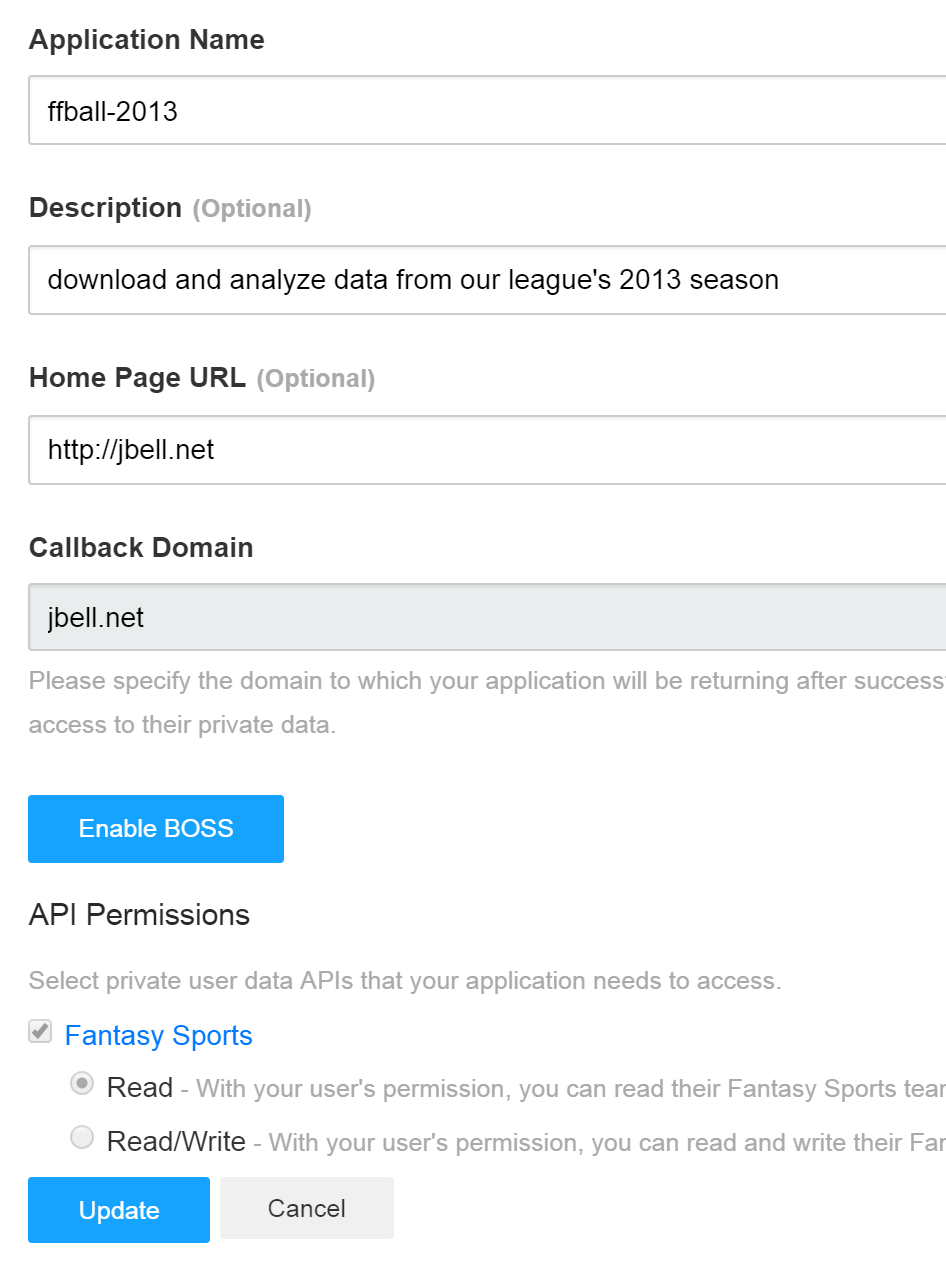 Application Name
ffball-2013
Description (Optional)
download and analyze data from our league's 2013 season
Home Page URL (Optional)
http://jbell.net
Callback Domain
jbell.net
Please specify the domain to which your application will be returning after
access to their private data.
Enable BOSS
API Permissions
Select private user data APIs that your application needs to access.
Fantasy Sports
Read - With your user's permission, you can read their Fantasy Sports
Read/Write - With your user's permission, you can read and write their
Update
Cancel